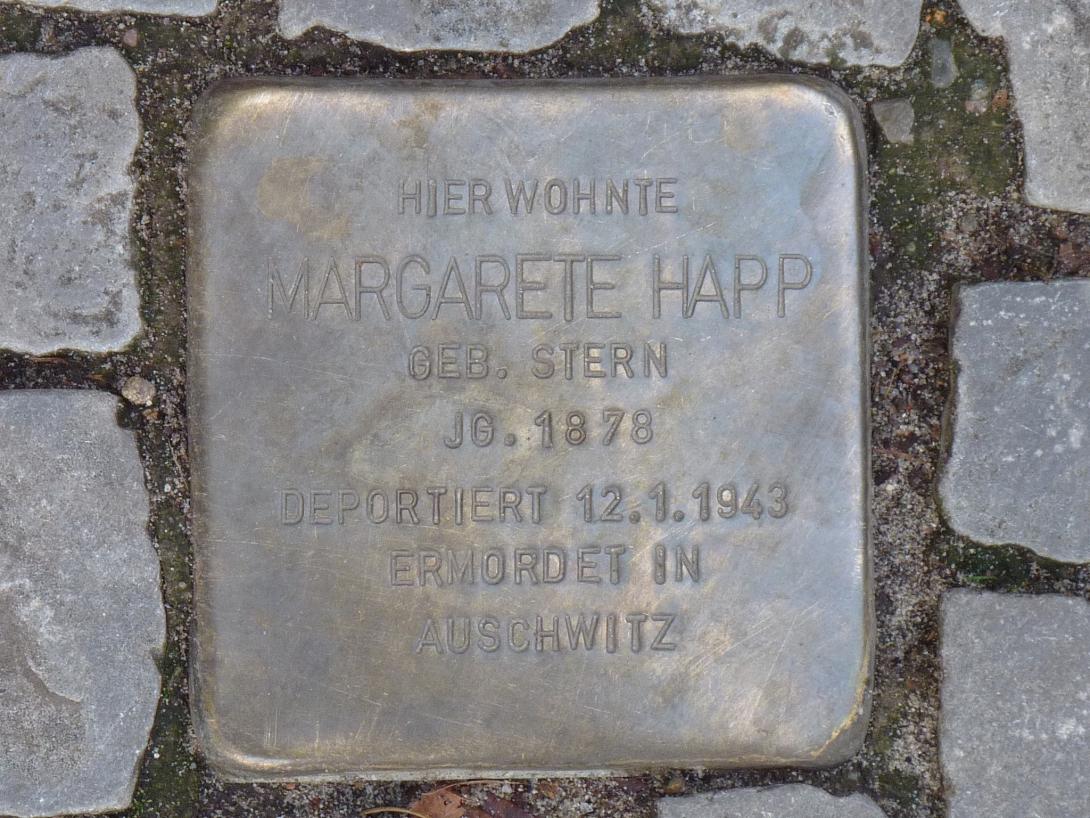 HIER WOHNTE
MARGARETE HAPP
GEB. STERN
JG. 1878
DEPORTIERT 12.1.1943
ERMORDET IN
AUSCHWITZ